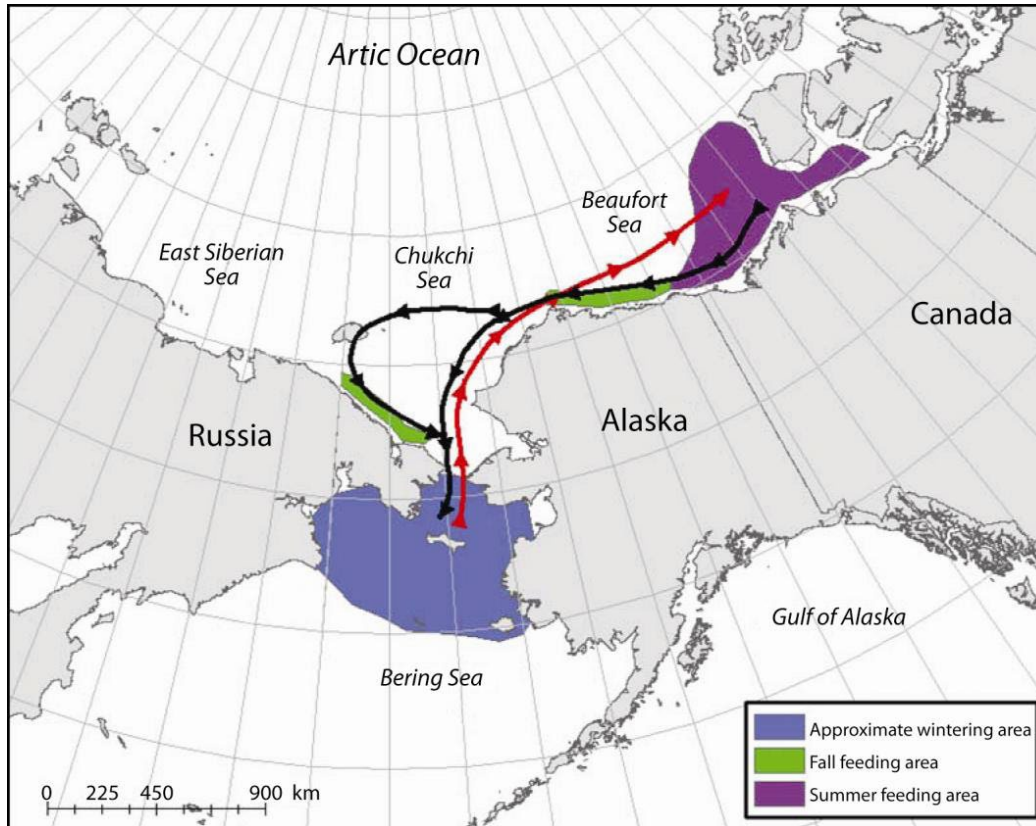 Artic Ocean
Beaufort
Sea
East Siberian
Sea
Chukchi
Sea
Canada
Russia
Alaska
Gulf of Alaska
Bering Sea
Approximate wintering area
Fall feeding area
Summer feeding area
0 225 450 900 km